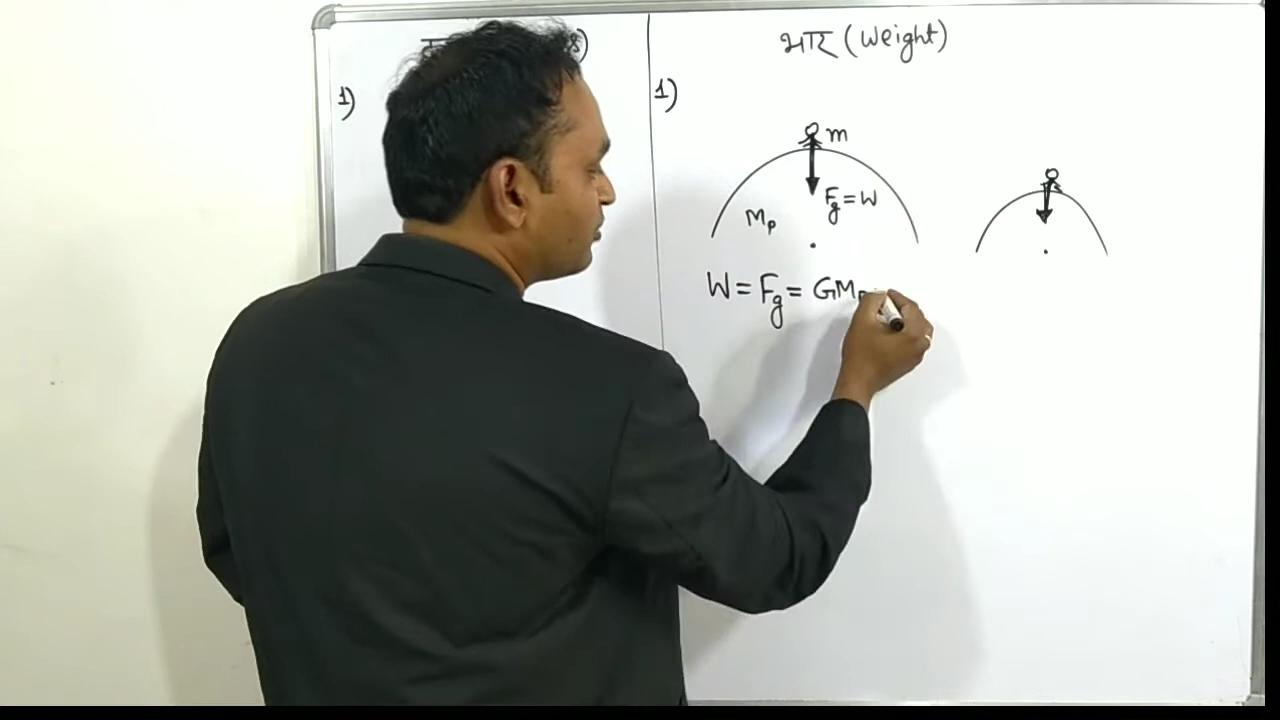 भार (Weight)
1)
1)
m
Fg = W
Mp
W = Fg = GMp